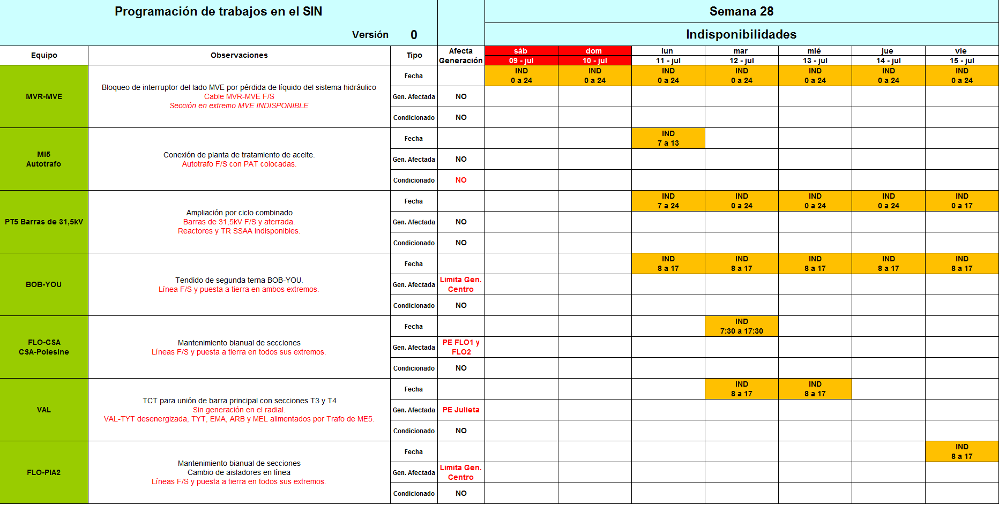 Programación de trabajos en el SIN
Semana 28
Versión 0
Indisponibilidades
Equipo
Observaciones
Tipo
Afecta
Generación
sáb
dom
lun
mar
mié
jue
vie
09 - jul
10 - jul
11 - jul
12 - jul
13 - jul
14 - jul
15 - jul
MVR-MVE
Bloqueo de interruptor del lado MVE por pérdida de líquido del sistema hidráulico
Cable MVR-MVE F/S
Sección en extremo MVE INDISPONIBLE
Fecha
IND
0 a 24
IND
0 a 24
IND
0 a 24
IND
0 a 24
IND
0 a 24
IND
0 a 24
IND
0 a 24
Gen. Afectada
NO
Condicionado
NO
MI5
Autotrafo
Conexión de planta de tratamiento de aceite.
Autotrafo F/S con PAT colocadas.
Fecha
IND
7 a 13
Gen. Afectada
NO
Condicionado
NO
PT5 Barras de 31,5kV
Ampliación por ciclo combinado
Barras de 31,5kV F/S y aterrada.
Reactores y TR SSAA indisponibles.
Fecha
IND
7 a 24
IND
0 a 24
IND
0 a 24
IND
0 a 24
IND
0 a 17
Gen. Afectada
NO
Condicionado
NO
BOB-YOU
Tendido de segunda terna BOB-YOU.
Línea F/S y puesta a tierra en ambos extremos.
Fecha
IND
8 a 17
IND
8 a 17
IND
8 a 17
IND
8 a 17
IND
8 a 17
Gen. Afectada
Limita Gen.
Centro
Condicionado
NO
FLO-CSA
CSA-Polesine
Mantenimiento bianual de secciones
Líneas F/S y puesta a tierra en todos sus extremos.
Fecha
IND
7:30 a 17:30
Gen. Afectada
PE FLO1 y
FLO2
Condicionado
NO
VAL
TCT para unión de barra principal con secciones T3 y T4
Sin generación en el radial.
VAL-TYT desenergizada, TYT, EMA, ARB y MEL alimentados por Trafo de ME5.
Fecha
IND
8 a 17
IND
8 a 17
Gen. Afectada
PE Julieta
Condicionado
NO
FLO-PIA2
Mantenimiento bianual de secciones
Cambio de aisladores en línea
Líneas F/S y puesta a tierra en todos sus extremos.
Fecha
IND
8 a 17
Gen. Afectada
Limita Gen.
Centro
Condicionado
NO